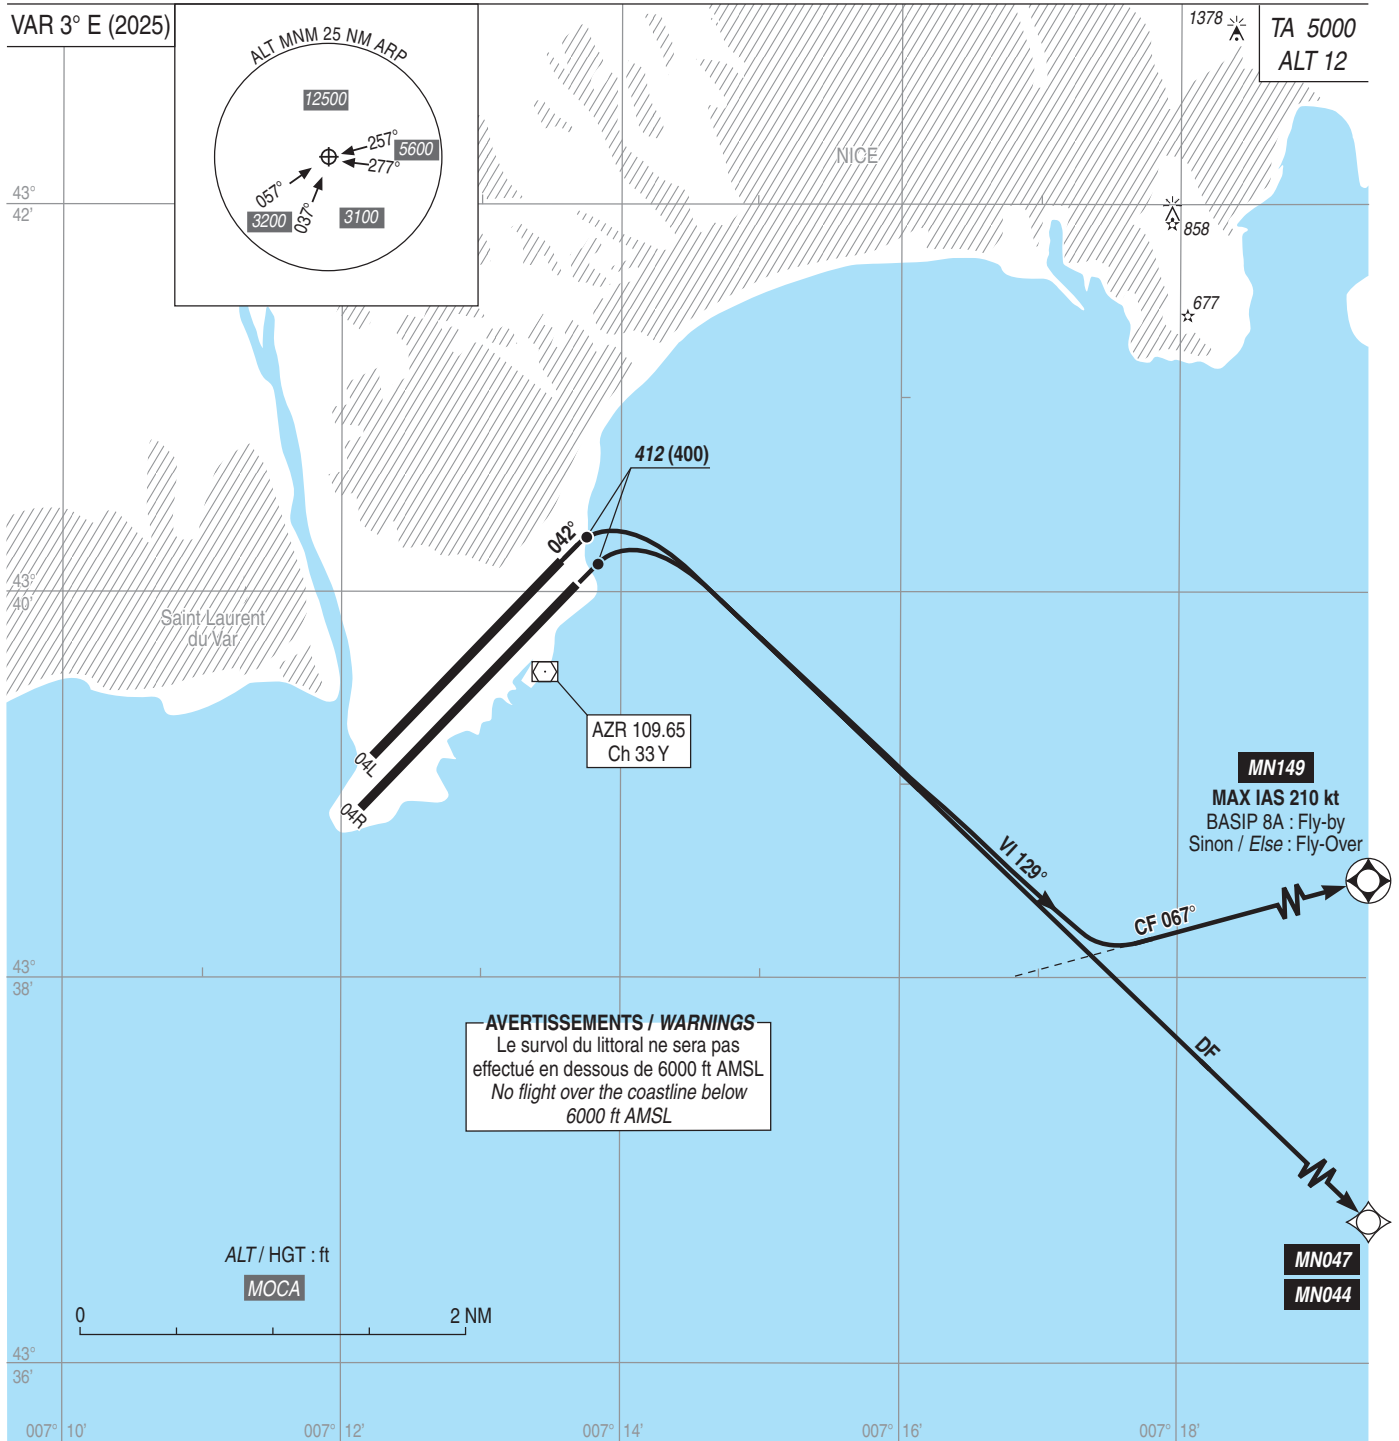 VAR 3° E (2025)
ALT MNM 25 NM ARP
12500
257°
5600
277°
057°
3200
037°
3100
1378
TA 5000
ALT 12
NICE
43°
42'
858
677
412 (400)
042°
43°
40'
Saint Laurent
du Var
AZR 109.65
Ch 33 Y
04L
04R
MN149
MAX IAS 210 kt
BASIP 8A : Fly-by
Sinon / Else : Fly-Over
VI 129°
CF 067°
43°
38'
AVERTISSEMENTS / WARNINGS
Le survol du littoral ne sera pas
effectué en dessous de 6000 ft AMSL
No flight over the coastline below
6000 ft AMSL
DF
ALT / HGT : ft
MOCA
MN047
MN044
0 2 NM
43°
36'
007° 10' 007° 12' 007° 14' 007° 16' 007° 18'